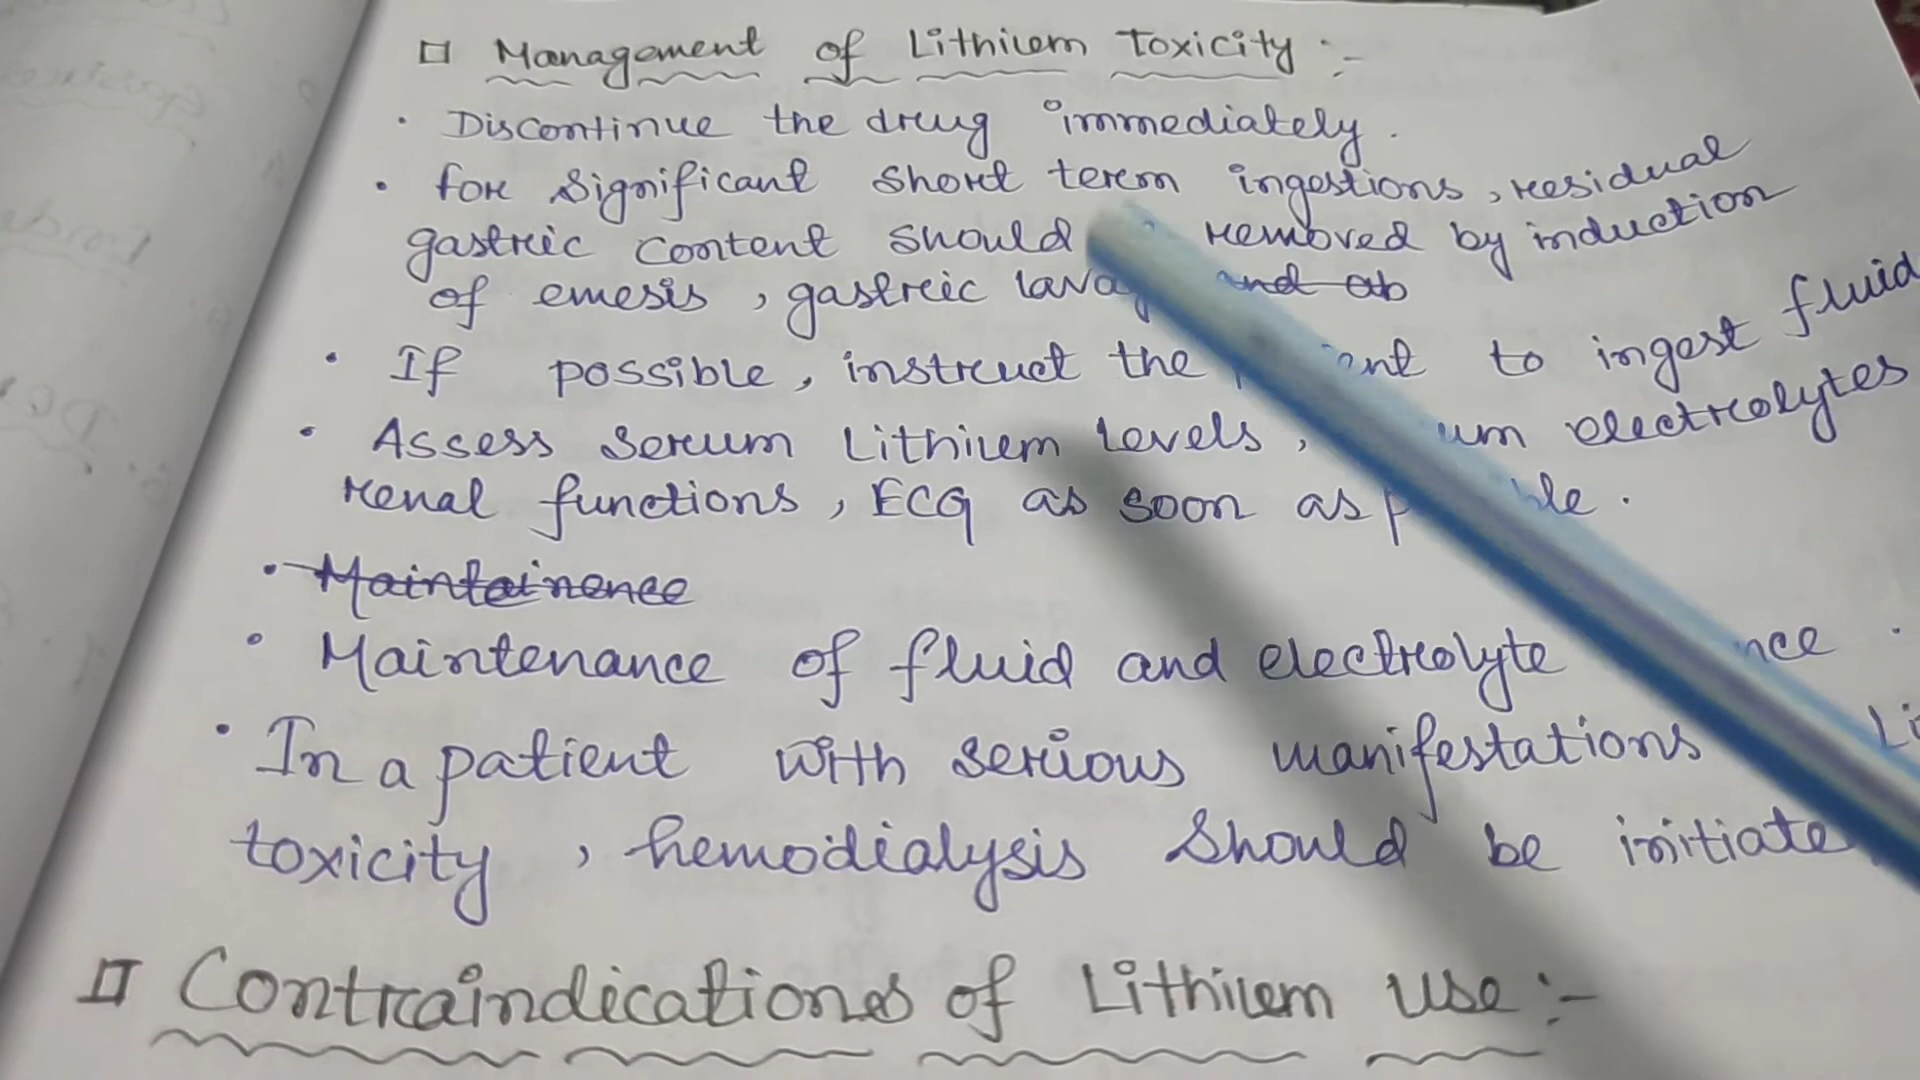 Management of Lithium Toxicity :-
• Discontinue the drug immediately.
• for significant short term ingestions, residual
gastric content should removed by induction
of emesis, gastric and ab
• If possible, instruct the to ingest fluid
• Assess serum Lithium levels, electrolytes
renal functions, ECG as soon as
• Maintainence
• Maintenance of fluid and electrolyte
• In a patient with serious manifestations
toxicity, hemodialysis should be
Contraindications of Lithium use :-